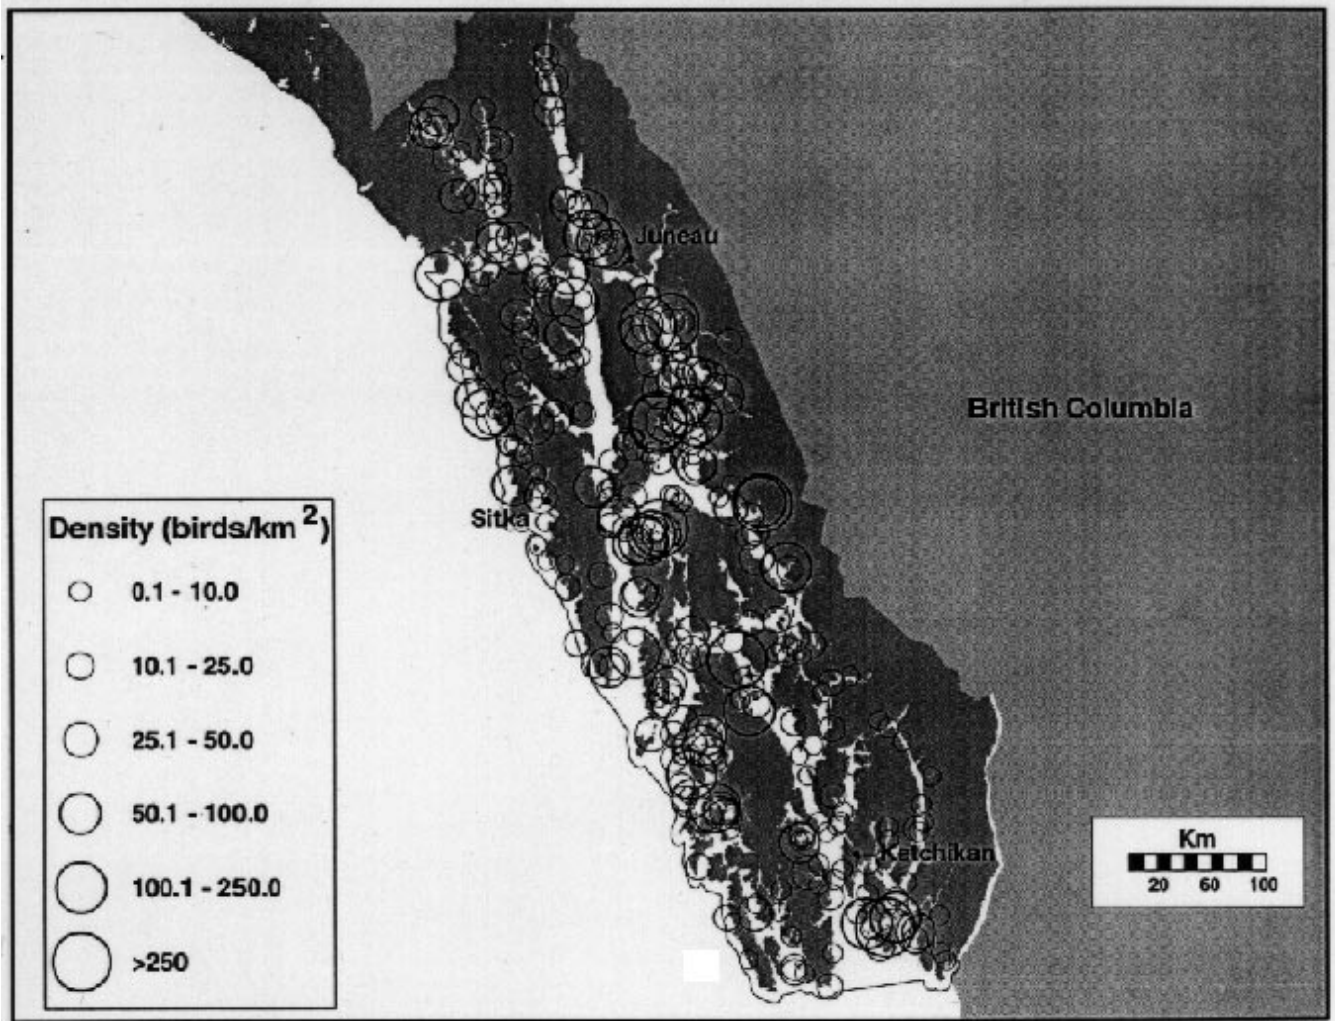 Juneau
British Columbia
Sitka
Ketchikan
Density (birds/km 2)
0.1 - 10.0
10.1 - 25.0
25.1 - 50.0
50.1 - 100.0
100.1 - 250.0
>250
Km
20 60 100